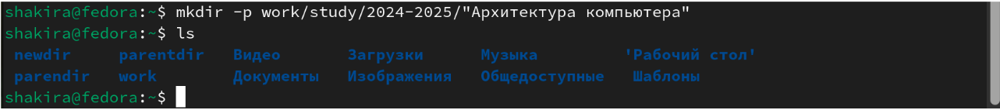 shakira@fedora:~$ mkdir -p work/study/2024-2025/"Архитектура компьютера"
shakira@fedora:~$ ls
newdir parentdir Видео Загрузки Музыка 'Рабочий стол'
parendir work Документы Изображения Общедоступные Шаблоны
shakira@fedora:~$